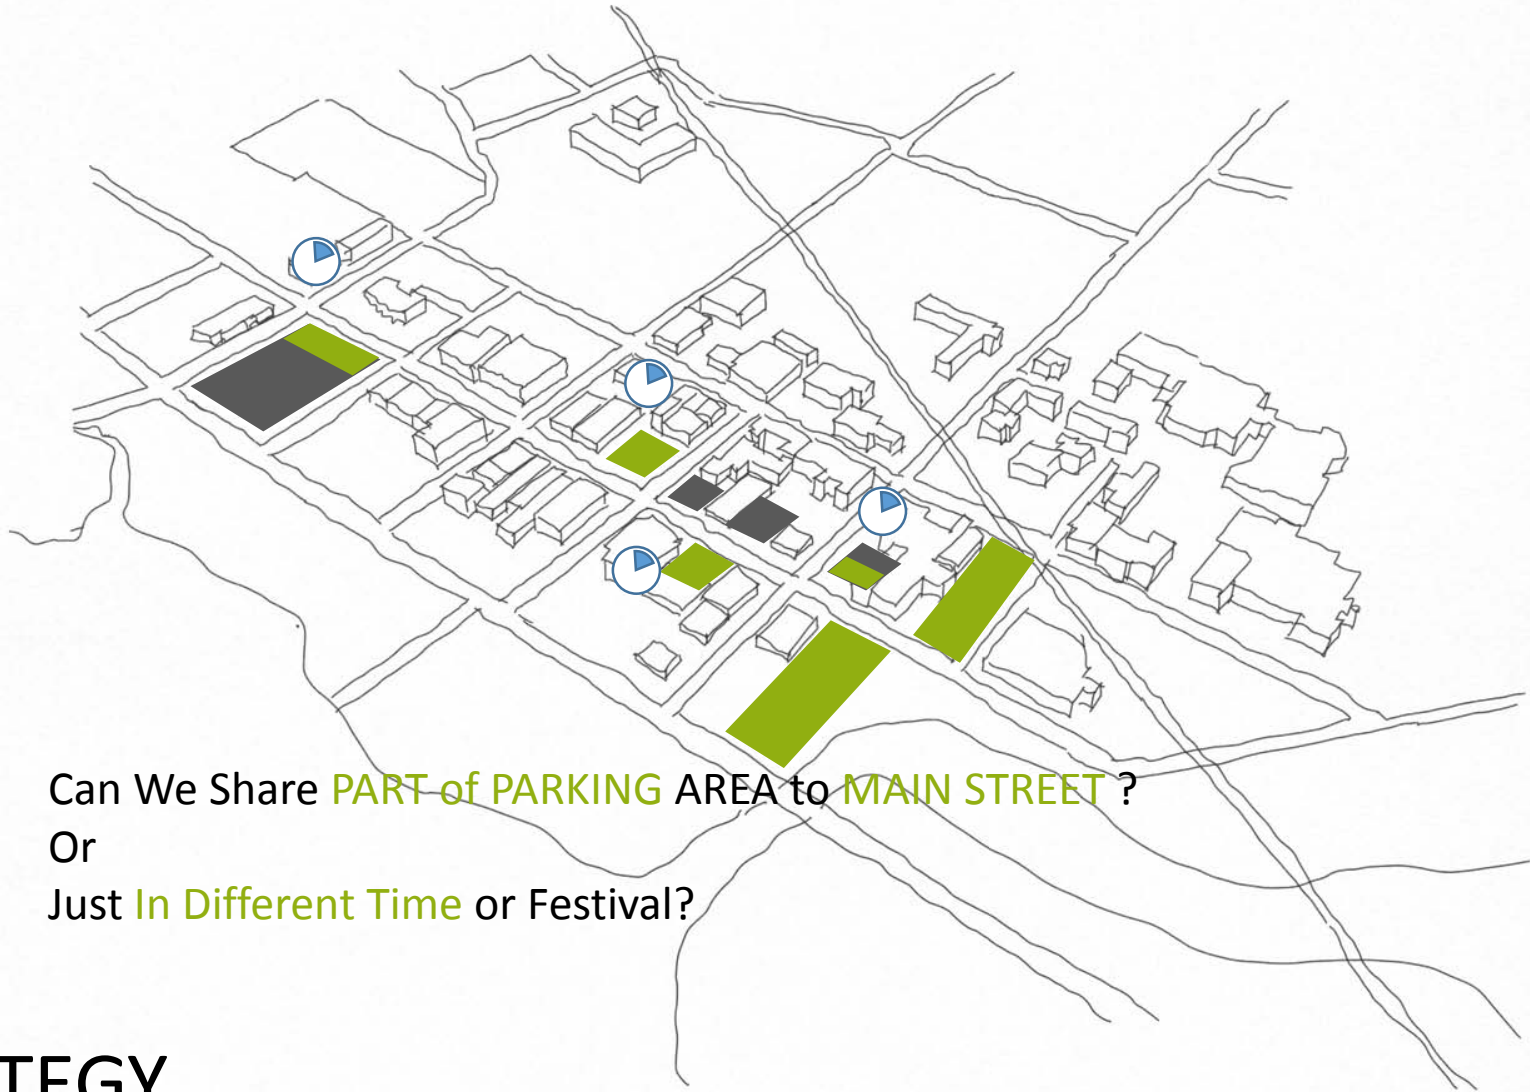 Can We Share PART of PARKING AREA to MAIN STREET ?
Or
Just In Different Time or Festival?
TEGY